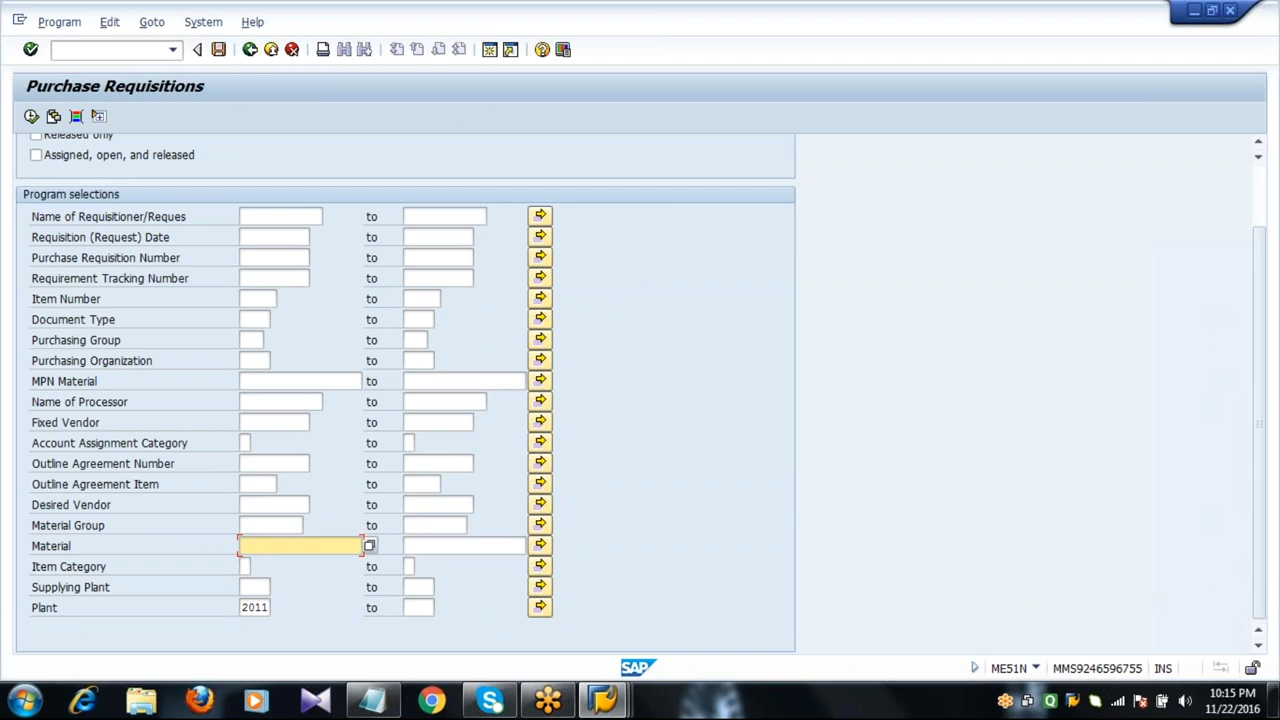 Program Edit Goto System Help
Purchase Requisitions
Released only
Assigned, open, and released
Program selections
Name of Requisitioner/Reques to
Requisition (Request) Date to
Purchase Requisition Number to
Requirement Tracking Number to
Item Number to
Document Type to
Purchasing Group to
Purchasing Organization to
MPN Material to
Name of Processor to
Fixed Vendor to
Account Assignment Category to
Outline Agreement Number to
Outline Agreement Item to
Desired Vendor to
Material Group to
Material
Item Category to
Supplying Plant to
Plant 2011 to
SAP ME51N MMS9246596755 INS
10:15 PM
11/22/2016